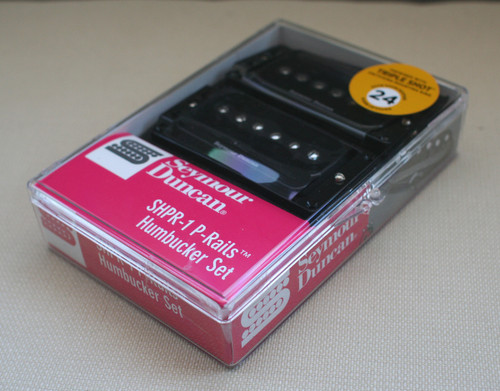 TRIPLE SHOT
24
Seymour
Duncan®
SHPR-1 P-Rails™
Humbucker Set
Seymour
Duncan®
Humbucker Set